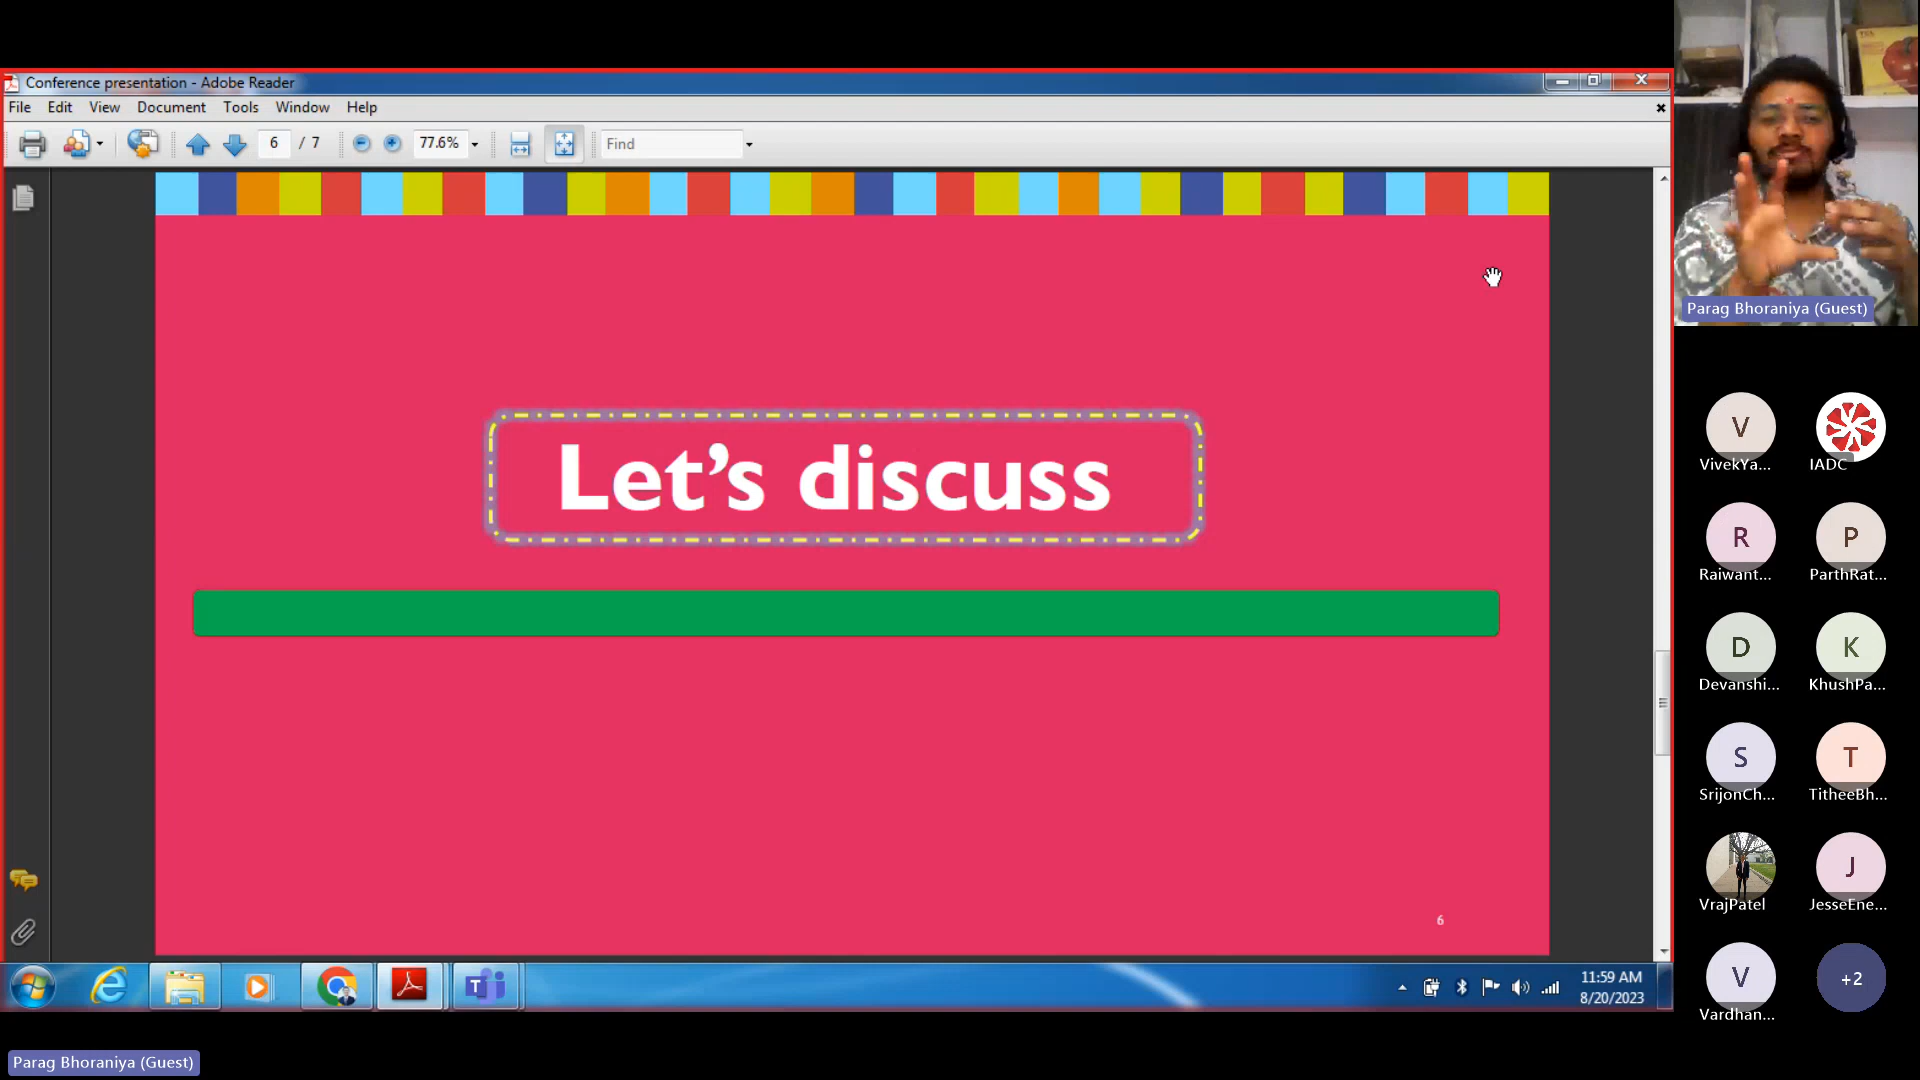 Conference presentation - Adobe Reader
File Edit View Document Tools Window Help
6 / 7 77.6% Find
Let's discuss
6
11:59 AM
8/20/2023
Parag Bhoraniya (Guest)
Parag Bhoraniya (Guest)
V
VivekYa...
IADC
R
Raiwant...
P
ParthRat...
D
Devanshi...
K
KhushPa...
S
SrijonCh...
T
TitheeBh...
VrajPatel
J
JesseEne...
V
Vardhan...
+2